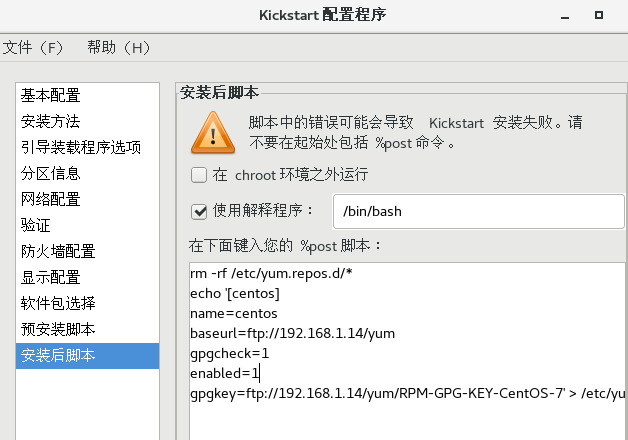 Kickstart 配置程序
文件（F） 帮助（H）
基本配置
安装方法
引导装载程序选项
分区信息
网络配置
验证
防火墙配置
显示配置
软件包选择
预安装脚本
安装后脚本
安装后脚本
脚本中的错误可能会导致 Kickstart 安装失败。请
不要在起始处包括 %post 命令。
在 chroot 环境之外运行
使用解释程序： /bin/bash
在下面键入您的 %post 脚本：
rm -rf /etc/yum.repos.d/*
echo '[centos]
name=centos
baseurl=ftp://192.168.1.14/yum
gpgcheck=1
enabled=1
gpgkey=ftp://192.168.1.14/yum/RPM-GPG-KEY-CentOS-7' > /etc/yu